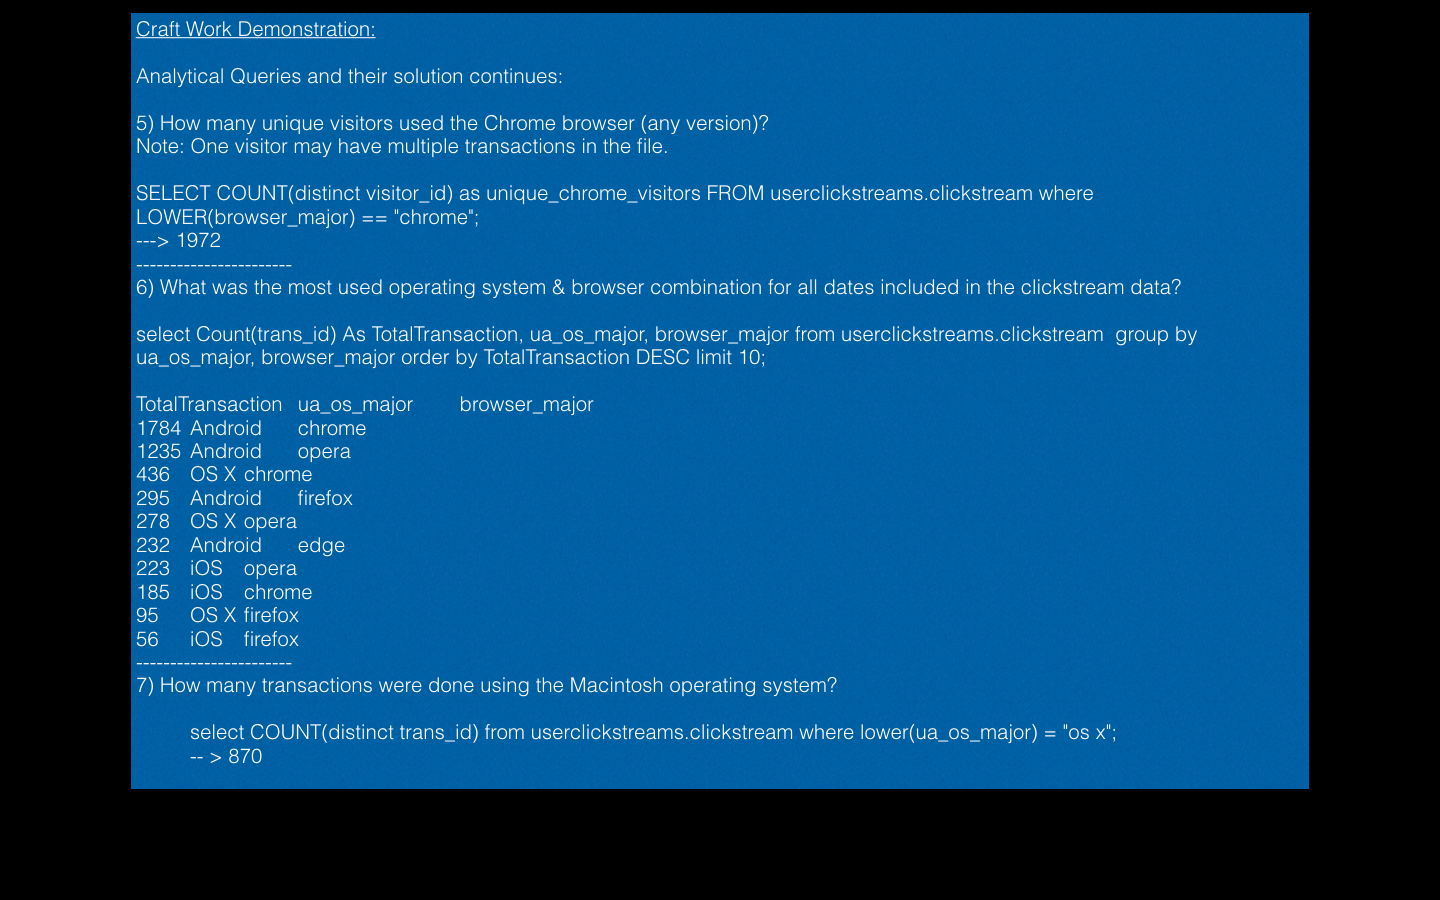 Craft Work Demonstration:
Analytical Queries and their solution continues:
5) How many unique visitors used the Chrome browser (any version)?
Note: One visitor may have multiple transactions in the file.
SELECT COUNT(distinct visitor_id) as unique_chrome_visitors FROM userclickstreams.clickstream where
LOWER(browser_major) == "chrome";
---> 1972
-----------------------
6) What was the most used operating system & browser combination for all dates included in the clickstream data?
select Count(trans_id) As TotalTransaction, ua_os_major, browser_major from userclickstreams.clickstream  group by
ua_os_major, browser_major order by TotalTransaction DESC limit 10;
TotalTransaction ua_os_major browser_major
1784 Android chrome
1235 Android opera
436 OS X chrome
295 Android firefox
278 OS X opera
232 Android edge
223 iOS opera
185 iOS chrome
95 OS X firefox
56 iOS firefox
-----------------------
7) How many transactions were done using the Macintosh operating system?
select COUNT(distinct trans_id) from userclickstreams.clickstream where lower(ua_os_major) = "os x";
-- > 870